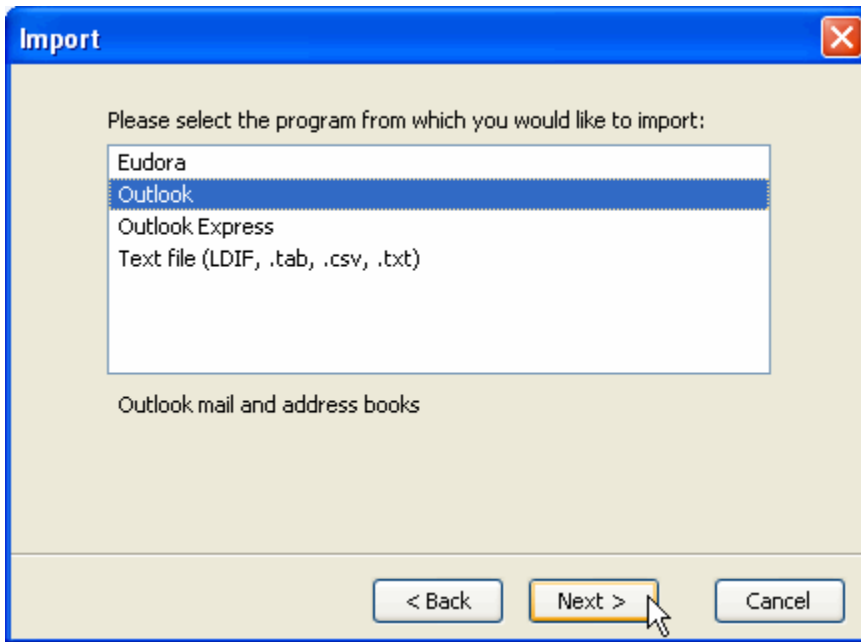 Import
Please select the program from which you would like to import:
Eudora
Outlook
Outlook Express
Text file (LDIF, .tab, .csv, .txt)
Outlook mail and address books
< Back Next > Cancel